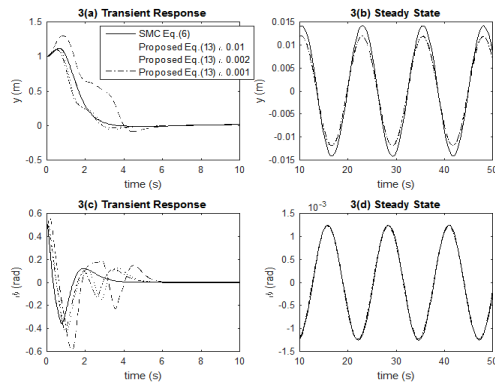 3(a) Transient Response
SMC Eq.(6)
Proposed Eq.(13) ι 0.01
Proposed Eq.(13) ι 0.002
Proposed Eq.(13) ι 0.001
y (m)
1.5
1
0.5
0
-0.5
0 2 4 6 8 10
time (s)
3(b) Steady State
y (m)
0.015
0.01
0.005
0
-0.005
-0.01
-0.015
10 20 30 40 50
time (s)
3(c) Transient Response
ϑ (rad)
0.6
0.4
0.2
0
-0.2
-0.4
-0.6
0 2 4 6 8 10
time (s)
3(d) Steady State
10⁻³
1.5
1
0.5
0
-0.5
-1
-1.5
10 20 30 40 50
time (s)